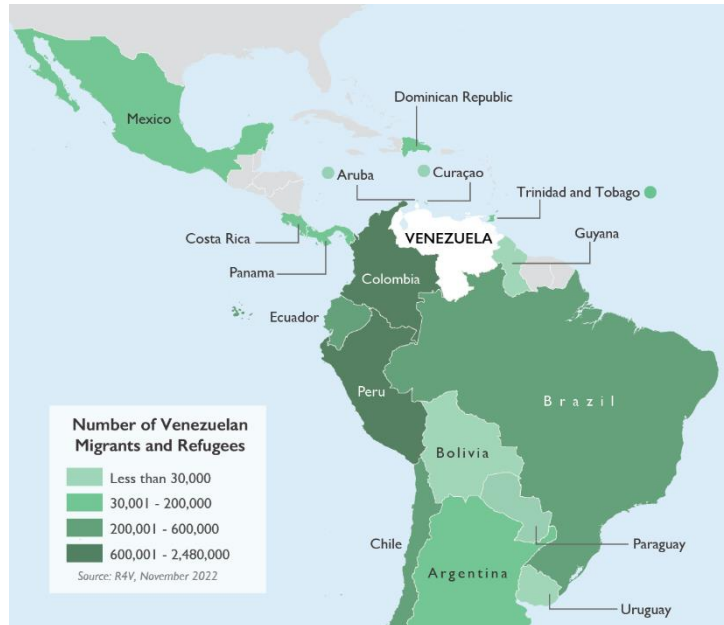 Dominican Republic
Mexico
Aruba
Curaçao
Trinidad and Tobago
VENEZUELA
Guyana
Costa Rica
Panama
Colombia
Ecuador
Peru
Brazil
Number of Venezuelan
Migrants and Refugees
Less than 30,000
30,001 - 200,000
200,001 - 600,000
600,001 - 2,480,000
Source: R4V, November 2022
Bolivia
Chile
Paraguay
Argentina
Uruguay